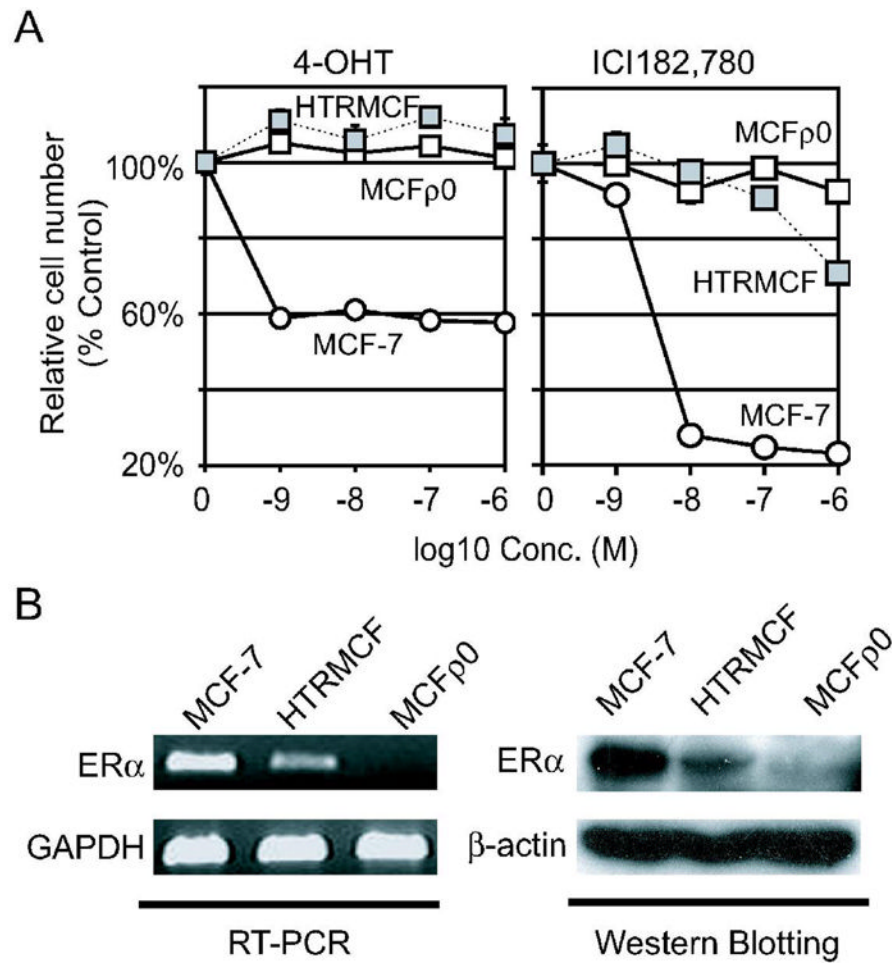 A
4-OHT
ICI182,780
HTRMCF
MCFρ0
MCF-7
MCFρ0
HTRMCF
MCF-7
Relative cell number
(% Control)
100%
60%
20%
0 -9 -8 -7 -6
0 -9 -8 -7 -6
log10 Conc. (M)
B
MCF-7 HTRMCF MCFρ0
ERα
GAPDH
RT-PCR
MCF-7 HTRMCF MCFρ0
ERα
β-actin
Western Blotting